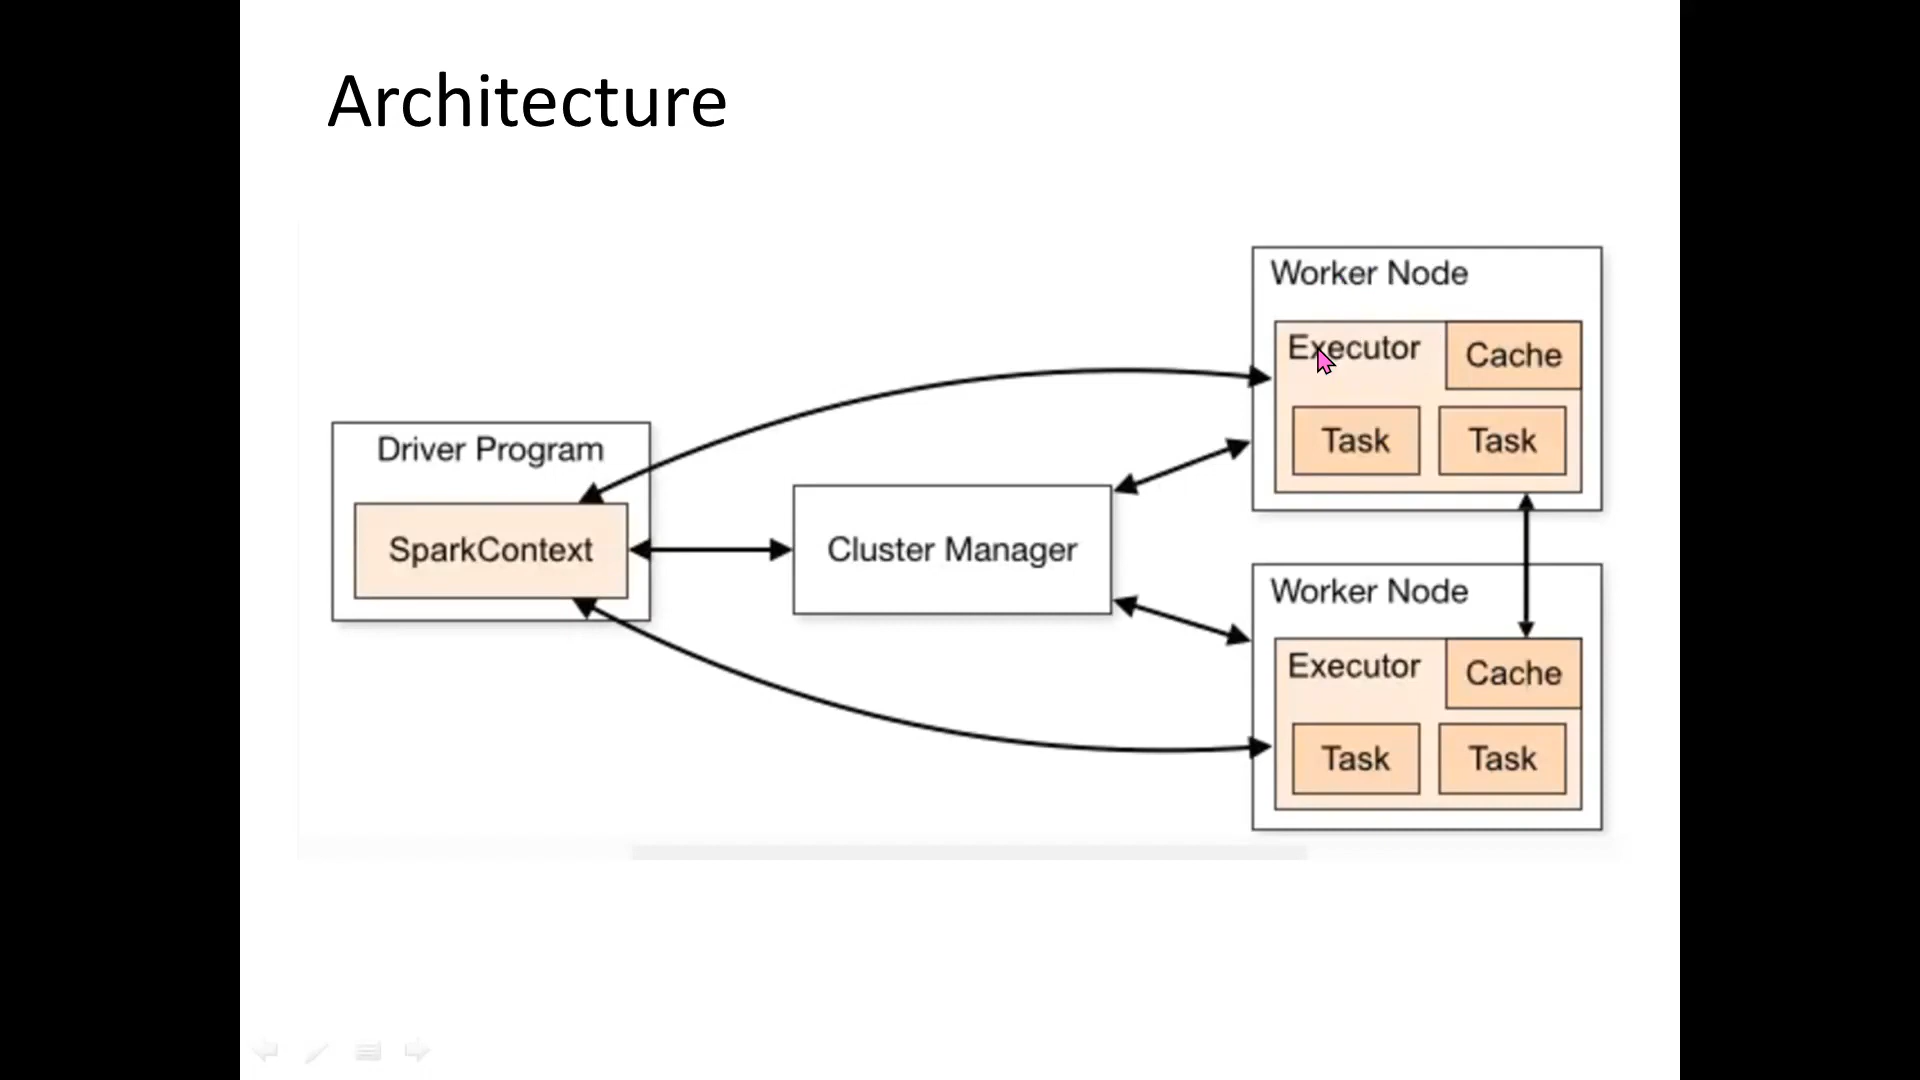 Architecture
Driver Program
SparkContext
Cluster Manager
Worker Node
Executor
Cache
Task
Task
Worker Node
Executor
Cache
Task
Task